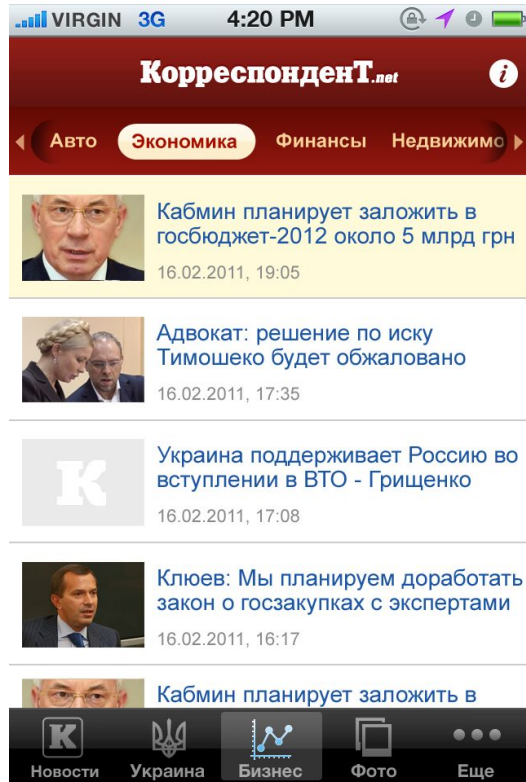 VIRGIN 3G 4:20 PM
КорреспонденТ.net
Авто Экономика Финансы Недвижимо
Кабмин планирует заложить в
госбюджет-2012 около 5 млрд грн
16.02.2011, 19:05
Адвокат: решение по иску
Тимошеко будет обжаловано
16.02.2011, 17:35
Украина поддерживает Россию во
вступлении в ВТО - Грищенко
16.02.2011, 17:08
Клюев: Мы планируем доработать
закон о госзакупках с экспертами
16.02.2011, 16:17
Кабмин планирует заложить в
Новости Украина Бизнес Фото Еще